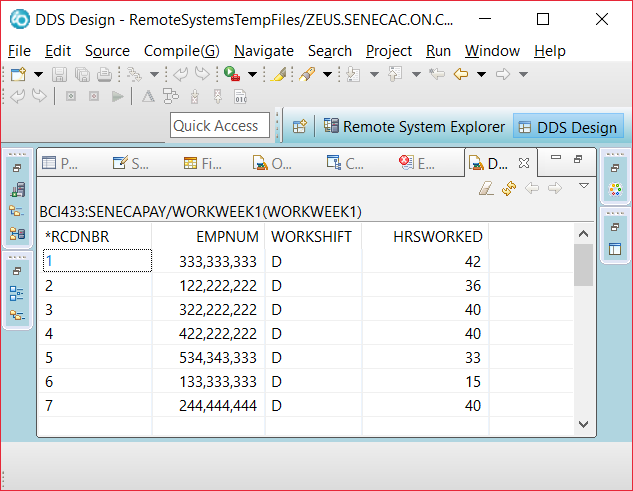 DDS Design - RemoteSystemsTempFiles/ZEUS.SENECAC.ON.C...
File Edit Source Compile(G) Navigate Search Project Run Window Help
010
Quick Access Remote System Explorer DDS Design
P... S... Fi... O... C... E... D...
BCI433:SENECAPAY/WORKWEEK1(WORKWEEK1)
*RCDNBR EMPNUM WORKSHIFT HRSWORKED
1 333,333,333 D 42
2 122,222,222 D 36
3 322,222,222 D 40
4 422,222,222 D 40
5 534,343,333 D 33
6 133,333,333 D 15
7 244,444,444 D 40